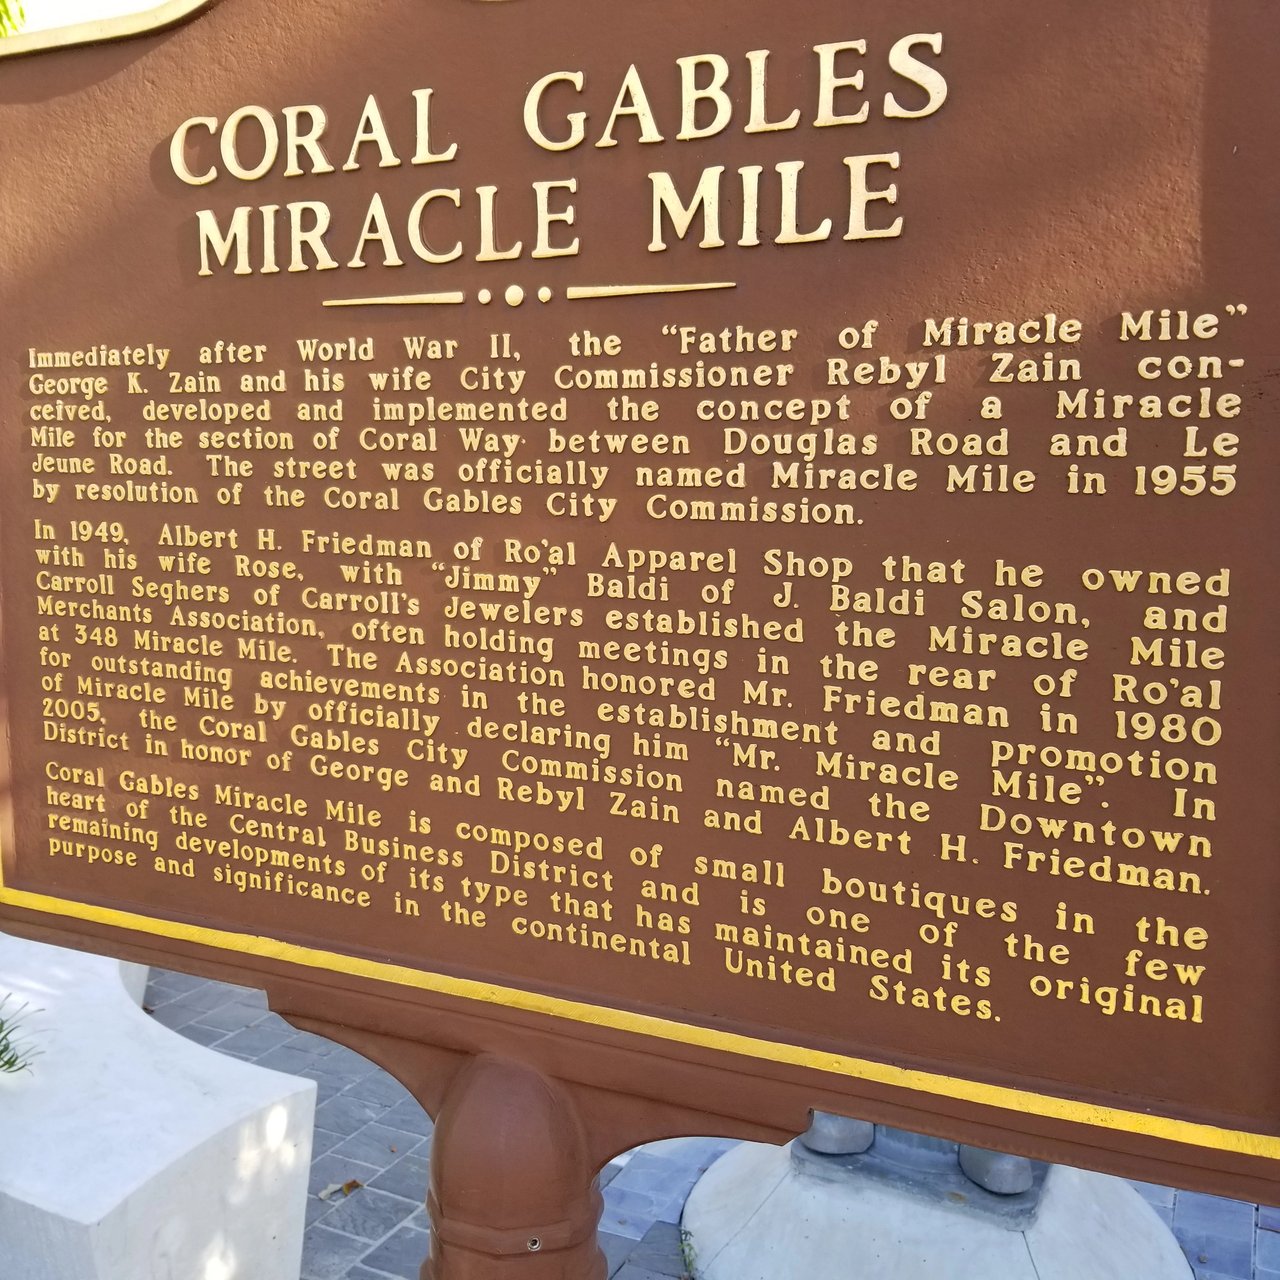 CORAL GABLES
MIRACLE MILE
Immediately after World War II, the "Father of Miracle Mile"
George K. Zain and his wife City Commissioner Rebyl Zain con-
ceived, developed and implemented the concept of a Miracle
Mile for the section of Coral Way between Douglas Road and Le
Jeune Road. The street was officially named Miracle Mile in 1955
by resolution of the Coral Gables City Commission.
In 1949, Albert H. Friedman of Ro'al Apparel Shop that he owned
with his wife Rose, with "Jimmy" Baldi of J. Baldi Salon, and
Carroll Seghers of Carroll's Jewelers established the Miracle Mile
Merchants Association, often holding meetings in the rear of Ro'al
at 348 Miracle Mile. The Association honored Mr. Friedman in 1980
for outstanding achievements in the establishment and promotion
of Miracle Mile by officially declaring him "Mr. Miracle Mile". In
2005, the Coral Gables City Commission named the Downtown
District in honor of George and Rebyl Zain and Albert H. Friedman.
Coral Gables Miracle Mile is composed of small boutiques in the
heart of the Central Business District and is one of the few
remaining developments of its type that has maintained its original
purpose and significance in the continental United States.